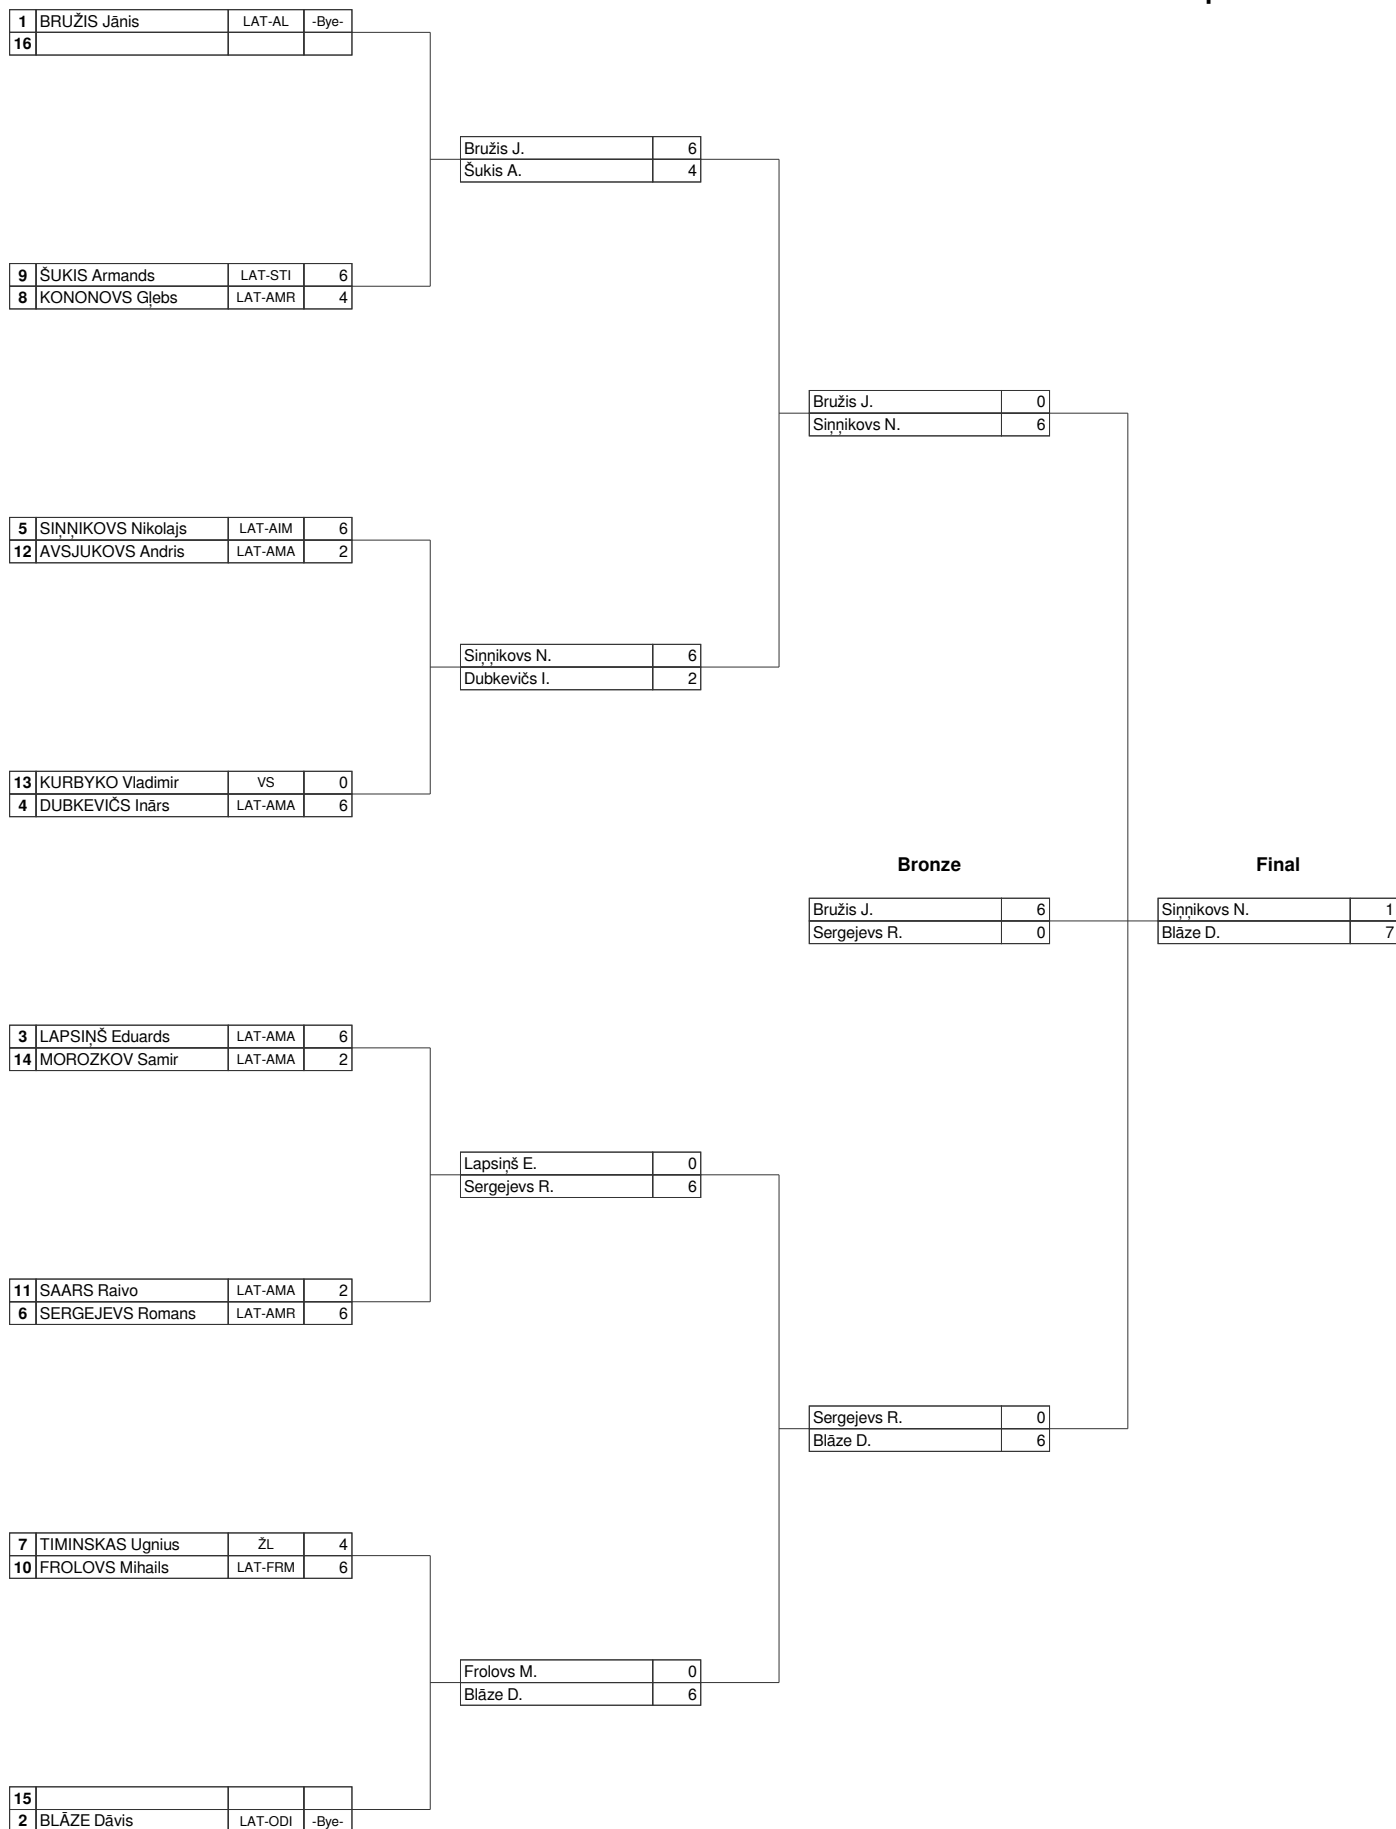 1 BRUŽIS Jānis LAT-AL -Bye-
16
Bružis J. 6
Šukis A. 4
9 ŠUKIS Armands LAT-STI 6
8 KONONOVS Gļebs LAT-AMR 4
Bružis J. 0
Siņņikovs N. 6
5 SIŅŅIKOVS Nikolajs LAT-AIM 6
12 AVSJUKOVS Andris LAT-AMA 2
Siņņikovs N. 6
Dubkevičs I. 2
13 KURBYKO Vladimir VS 0
4 DUBKEVIČS Inārs LAT-AMA 6
Bronze Final
Bružis J. 6 Siņņikovs N. 1
Sergejevs R. 0 Blāze D. 7
3 LAPSIŅŠ Eduards LAT-AMA 6
14 MOROZKOV Samir LAT-AMA 2
Lapsiņš E. 0
Sergejevs R. 6
11 SAARS Raivo LAT-AMA 2
6 SERGEJEVS Romans LAT-AMR 6
Sergejevs R. 0
Blāze D. 6
7 TIMINSKAS Ugnius ŽL 4
10 FROLOVS Mihails LAT-FRM 6
Frolovs M. 0
Blāze D. 6
15
2 BLĀZE Dāvis LAT-ODI -Bye-